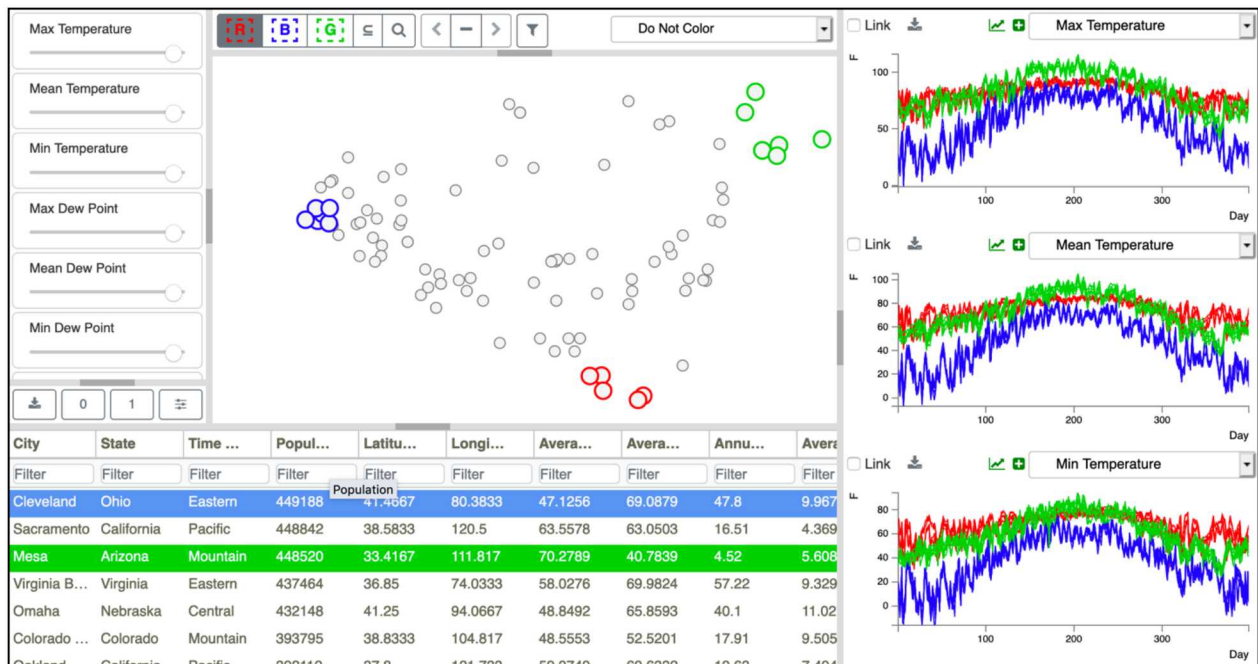 Max Temperature
Mean Temperature
Min Temperature
Max Dew Point
Mean Dew Point
Min Dew Point
0 1
R B G ⊆ < − >
Do Not Color
Link Max Temperature
F
100
50
0
100 200 300
Day
Link Mean Temperature
F
100
80
60
40
20
0
100 200 300
Day
Link Min Temperature
F
80
60
40
20
0
100 200 300
Day
City State Time ... Popul... Latitu... Longi... Avera... Avera... Annu... Avera
Filter Filter Filter Filter Filter Filter Filter Filter Filter Filter
Population
Cleveland Ohio Eastern 449188 41.4667 80.3833 47.1256 69.0879 47.8 9.967
Sacramento California Pacific 448842 38.5833 120.5 63.5578 63.0503 16.51 4.369
Mesa Arizona Mountain 448520 33.4167 111.817 70.2789 40.7839 4.52 5.608
Virginia B... Virginia Eastern 437464 36.85 74.0333 58.0276 69.9824 57.22 9.329
Omaha Nebraska Central 432148 41.25 94.0667 48.8492 65.8593 40.1 11.02
Colorado ... Colorado Mountain 393795 38.8333 104.817 48.5553 52.5201 17.91 9.505